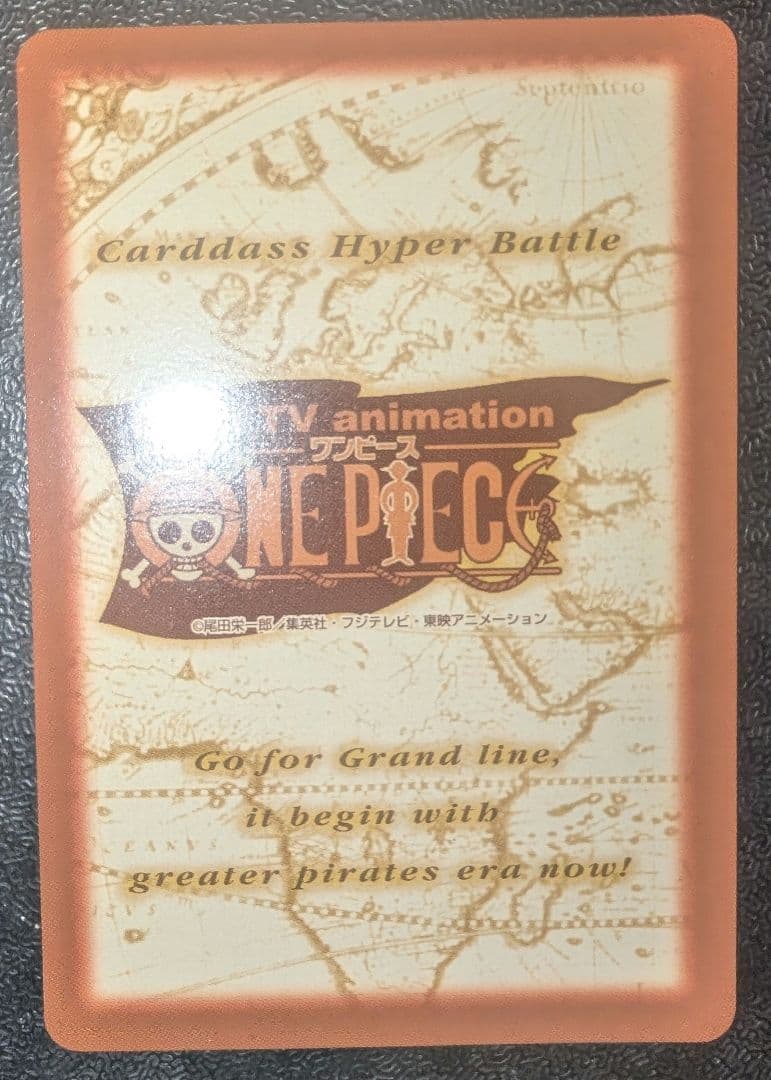 Septentrio
Carddass Hyper Battle
TV animation
ワンピース
ONE PIECE
©尾田栄一郎／集英社・フジテレビ・東映アニメーション
Go for Grand line,
it begin with
greater pirates era now!